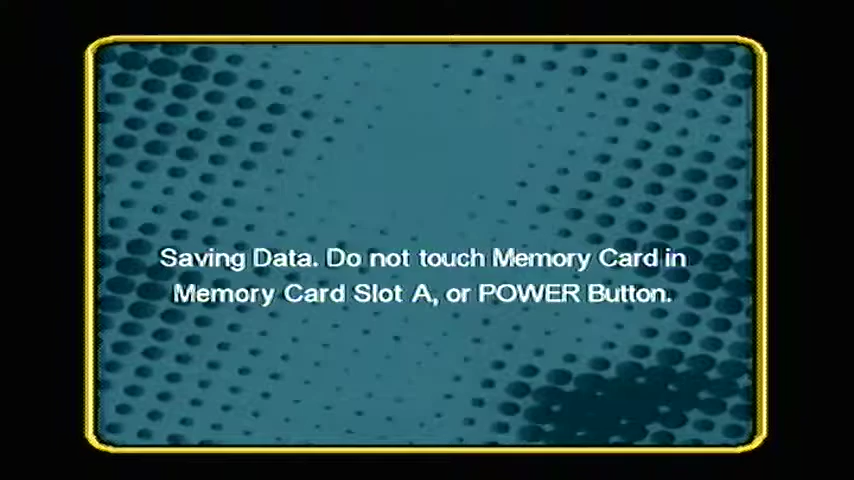 Saving Data. Do not touch Memory Card in
Memory Card Slot A, or POWER Button.